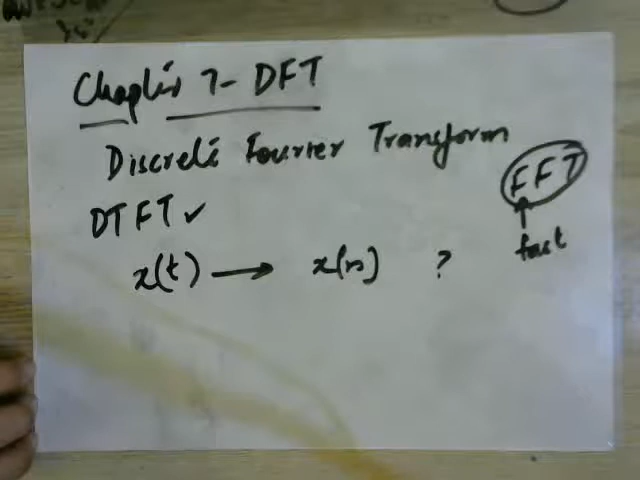 Chapter 7- DFT
Discrete Fourier Transform
FFT
DTFT ✓
fast
x(t) → x[n] ?